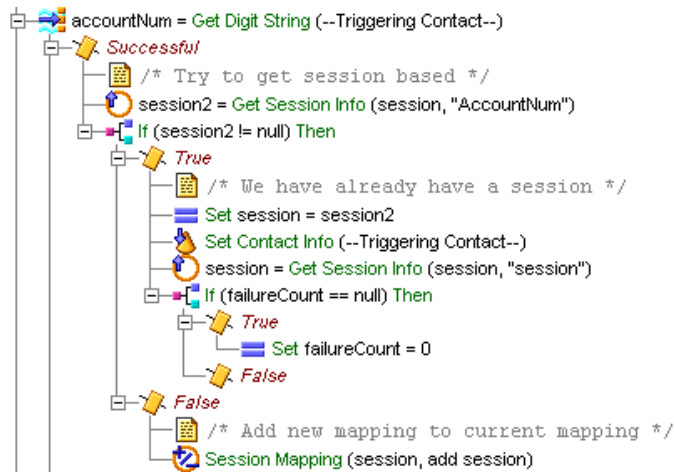 accountNum = Get Digit String (--Triggering Contact--)
Successful
/* Try to get session based */
session2 = Get Session Info (session, "AccountNum")
If (session2 != null) Then
True
/* We have already have a session */
Set session = session2
Set Contact Info (--Triggering Contact--)
session = Get Session Info (session, "session")
If (failureCount == null) Then
True
Set failureCount = 0
False
False
/* Add new mapping to current mapping */
Session Mapping (session, add session)